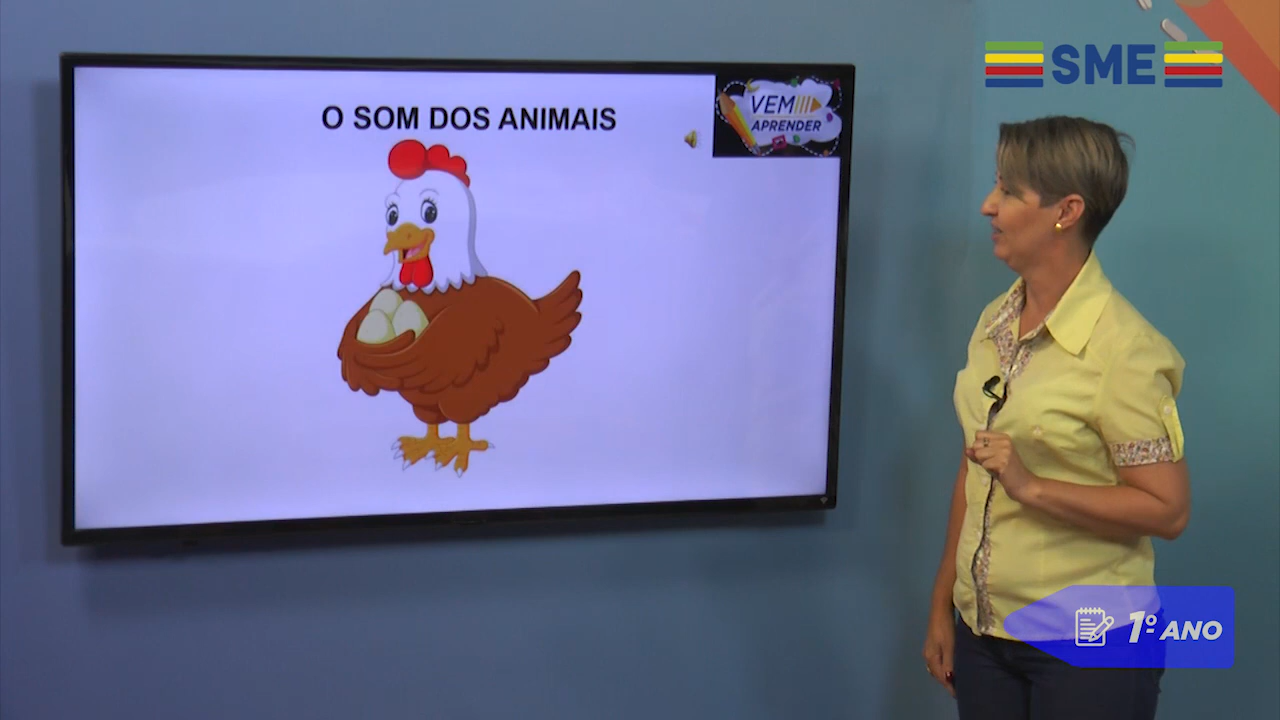 SME
O SOM DOS ANIMAIS
VEM
APRENDER
1º ANO